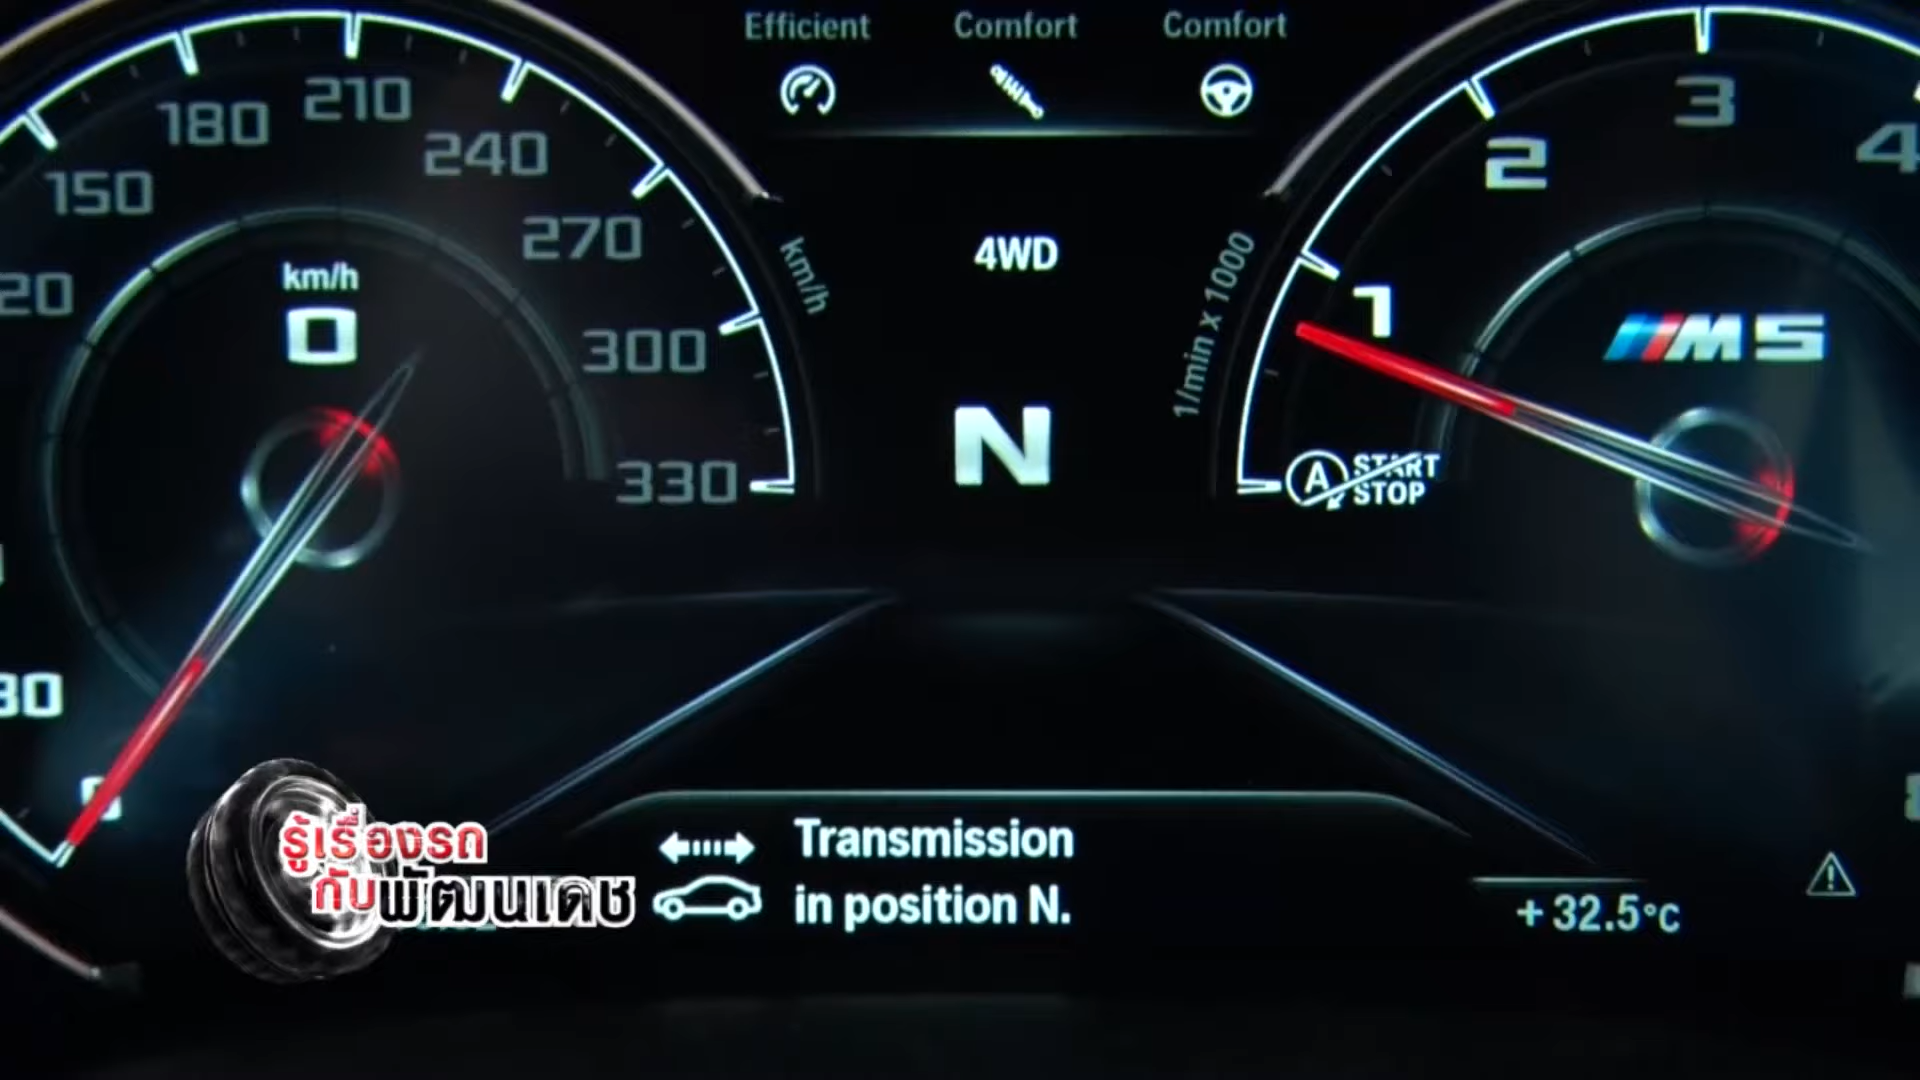 Efficient Comfort Comfort
150 180 210 240 270 300 330
km/h
0
km/h
4WD
N
1/min x 1000
1 2 3 4
M5
A START STOP
Transmission
in position N.
+32.5°C
รู้เรื่องรถ
กับพัฒนเดช